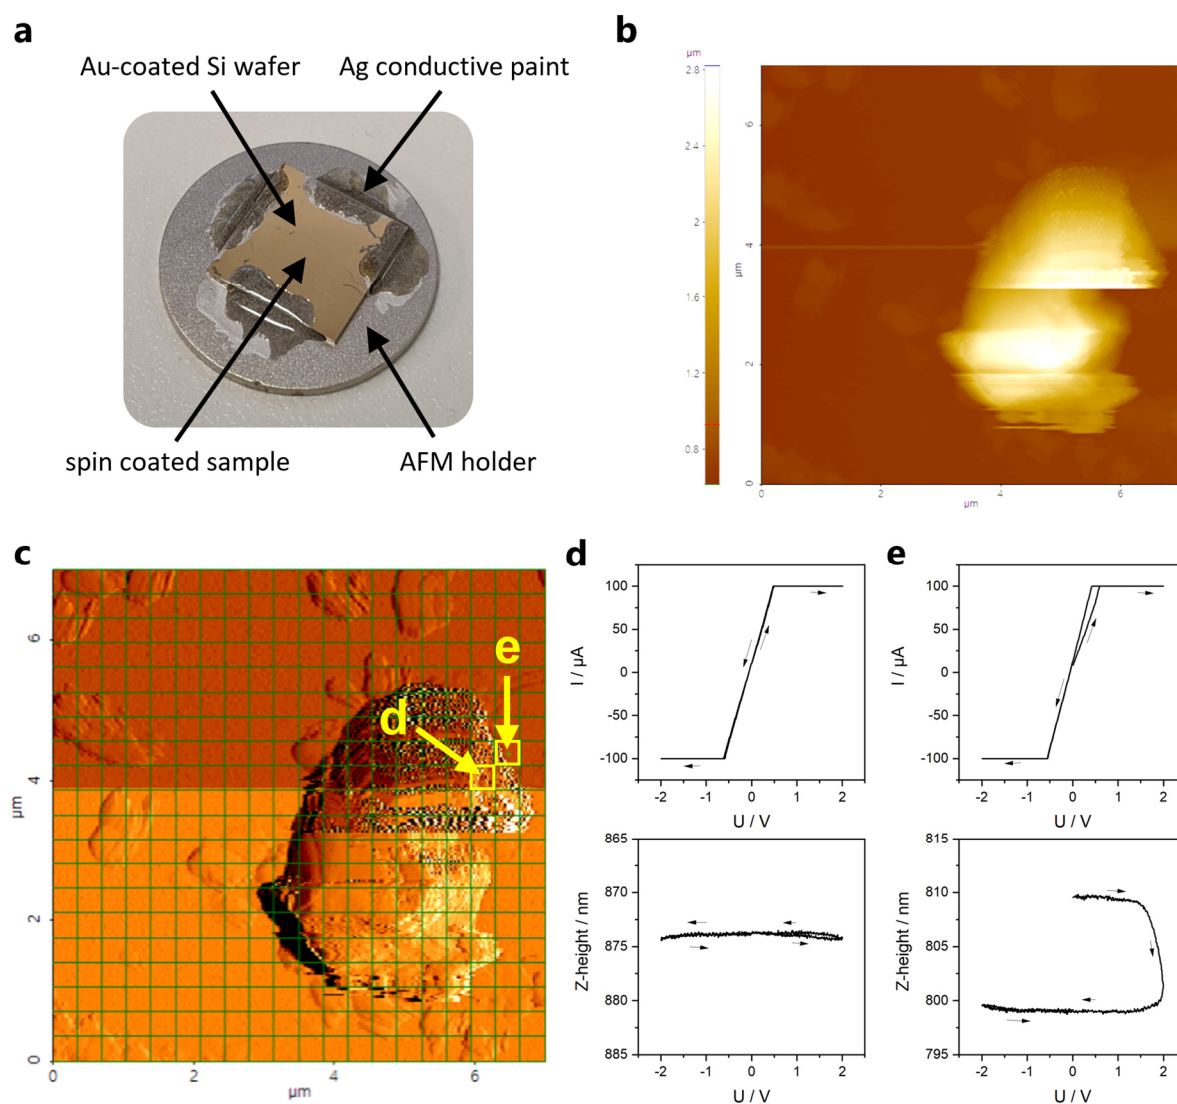 a
Au-coated Si wafer
Ag conductive paint
spin coated sample
AFM holder
b
µm
2.8
2.4
2
1.6
1.2
0.8
6
4
2
0
µm
0
2
4
6
µm
c
6
4
2
0
µm
0
2
4
6
µm
e
d
d
100
50
0
-50
-100
I / µA
-2
-1
0
1
2
U / V
865
870
875
880
885
Z-height / nm
-2
-1
0
1
2
U / V
e
100
50
0
-50
-100
I / µA
-2
-1
0
1
2
U / V
815
810
805
800
795
Z-height / nm
-2
-1
0
1
2
U / V